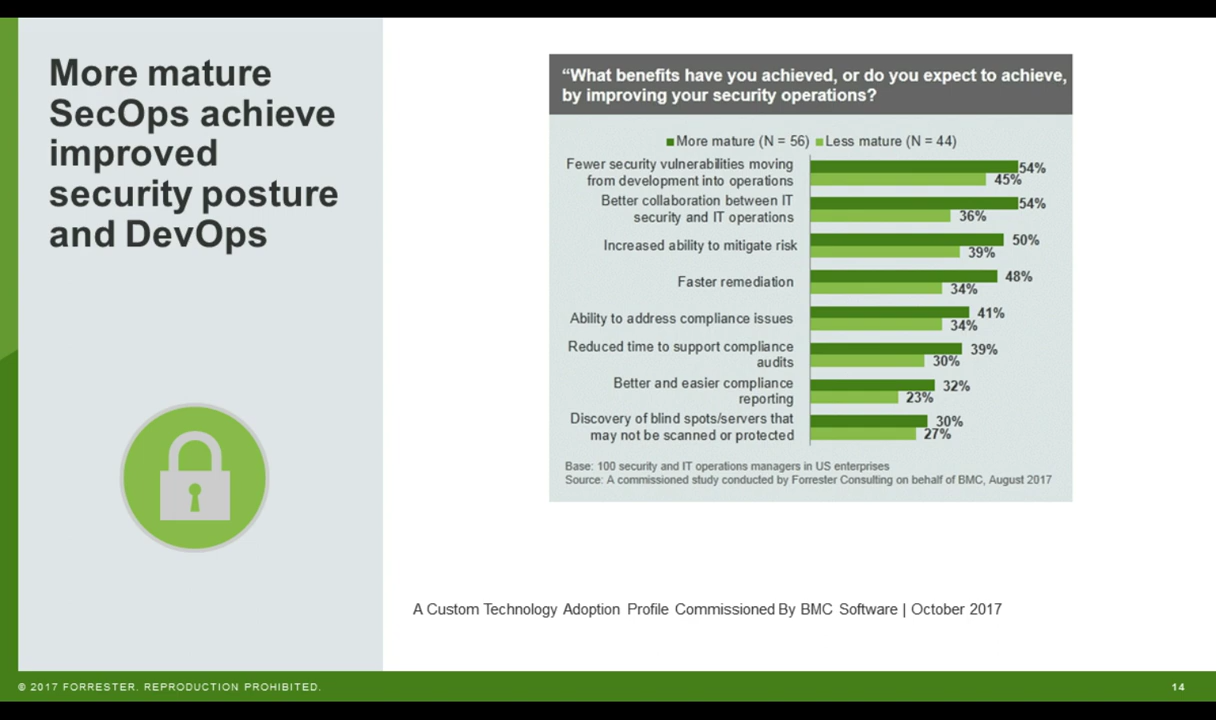 More mature
SecOps achieve
improved
security posture
and DevOps
“What benefits have you achieved, or do you expect to achieve,
by improving your security operations?
More mature (N = 56) Less mature (N = 44)
Fewer security vulnerabilities moving
from development into operations
54%
45%
Better collaboration between IT
security and IT operations
54%
36%
Increased ability to mitigate risk
50%
39%
Faster remediation
48%
34%
Ability to address compliance issues
41%
34%
Reduced time to support compliance
audits
39%
30%
Better and easier compliance
reporting
32%
23%
Discovery of blind spots/servers that
may not be scanned or protected
30%
27%
Base: 100 security and IT operations managers in US enterprises
Source: A commissioned study conducted by Forrester Consulting on behalf of BMC, August 2017
A Custom Technology Adoption Profile Commissioned By BMC Software | October 2017
© 2017 FORRESTER. REPRODUCTION PROHIBITED.
14